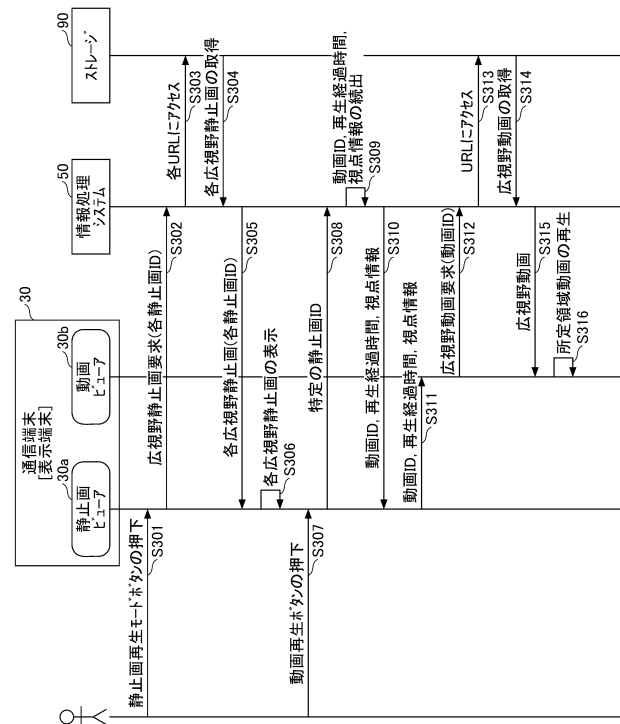 通信端末
[表示端末]
30
静止画
ビューア
30a
動画
ビューア
30b
情報処理
システム
50
ストレージ
90
静止画再生モードボタンの押下
S301
広視野静止画要求(各静止画ID)
S302
各URLにアクセス
S303
各広視野静止画の取得
S304
各広視野静止画(各静止画ID)
S305
各広視野静止画の表示
S306
動画再生ボタンの押下
S307
特定の静止画ID
S308
動画ID, 再生経過時間,
視点情報の続出
S309
動画ID, 再生経過時間, 視点情報
S310
動画ID, 再生経過時間, 視点情報
S311
広視野動画要求(動画ID)
S312
URLにアクセス
S313
広視野動画の取得
S314
広視野動画
S315
所定領域動画の再生
S316